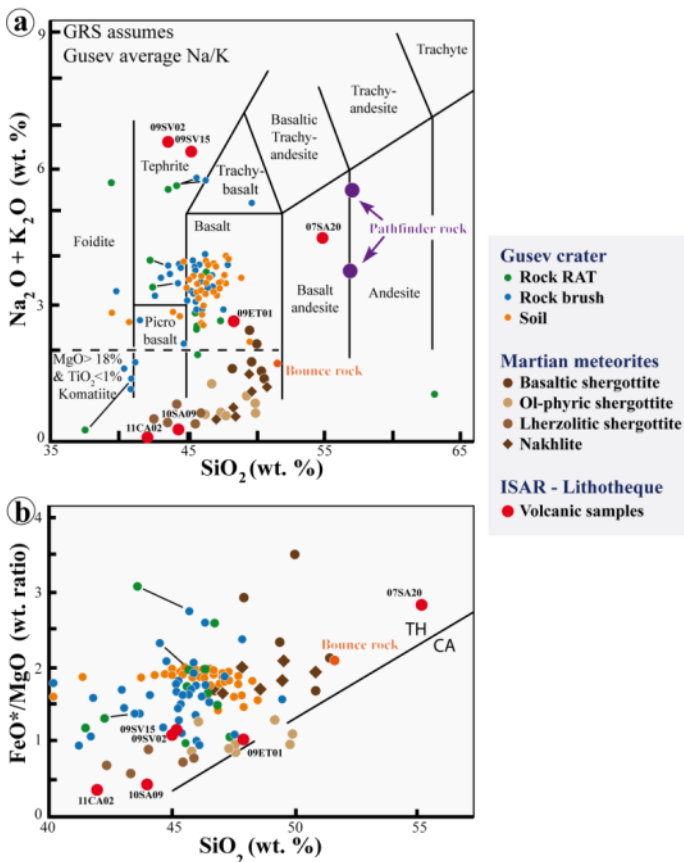 a
GRS assumes
Gusev average Na/K
Na2O + K2O (wt. %)
9
6
3
0
Foidite
09SV02
09SV15
Tephrite
Trachy-
basalt
Basaltic
Trachy-
andesite
Trachy-
andesite
Trachyte
Basalt
07SA20
Pathfinder rock
Basalt
andesite
Andesite
Picro
basalt
09ET01
MgO> 18%
& TiO2<1%
Komatiite
Bounce rock
10SA09
11CA02
35
45
55
65
SiO2 (wt. %)
Gusev crater
Rock RAT
Rock brush
Soil
Martian meteorites
Basaltic shergottite
Ol-phyric shergottite
Lherzolitic shergottite
Nakhlite
ISAR - Lithotheque
Volcanic samples
b
FeO*/MgO (wt. ratio)
4
3
2
1
0
07SA20
TH
CA
Bounce rock
09SV15
09SV02
09ET01
11CA02
10SA09
40
45
50
55
SiO2 (wt. %)